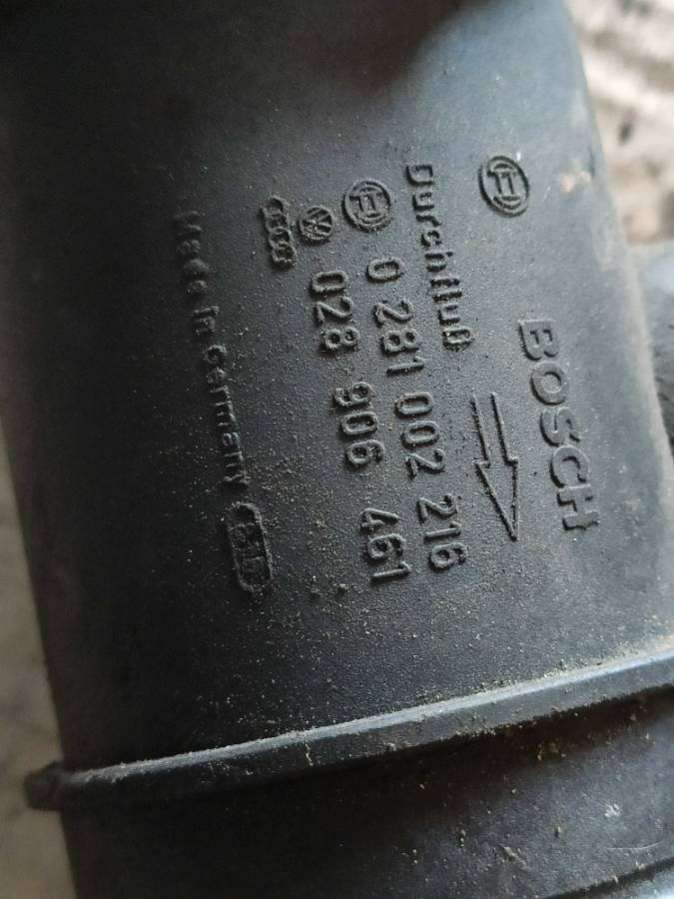 BOSCH
Durchfluß
0 281 002 216
028 906 461
Made in Germany